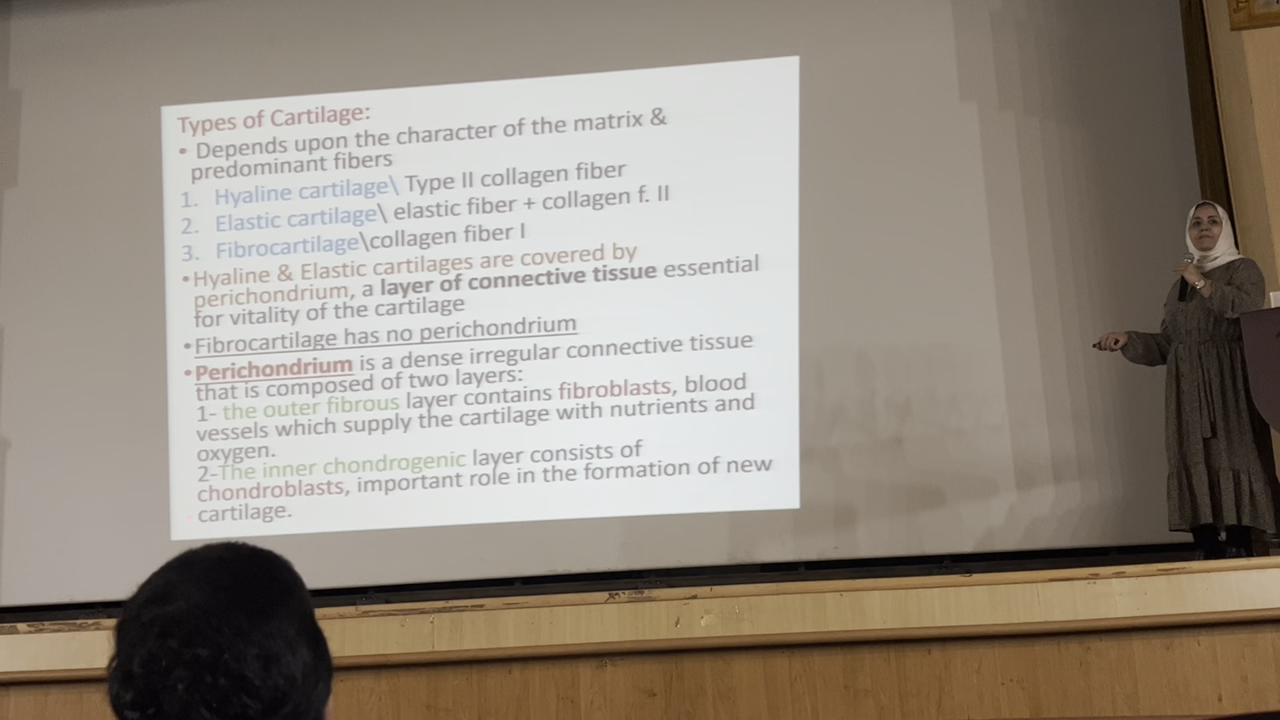 Types of Cartilage:
• Depends upon the character of the matrix &
predominant fibers
1. Hyaline cartilage\ Type II collagen fiber
2. Elastic cartilage\ elastic fiber + collagen f. II
3. Fibrocartilage\collagen fiber I
•Hyaline & Elastic cartilages are covered by
perichondrium, a layer of connective tissue essential
for vitality of the cartilage
•Fibrocartilage has no perichondrium
•Perichondrium is a dense irregular connective tissue
that is composed of two layers:
1- the outer fibrous layer contains fibroblasts, blood
vessels which supply the cartilage with nutrients and
oxygen.
2-The inner chondrogenic layer consists of
chondroblasts, important role in the formation of new
cartilage.